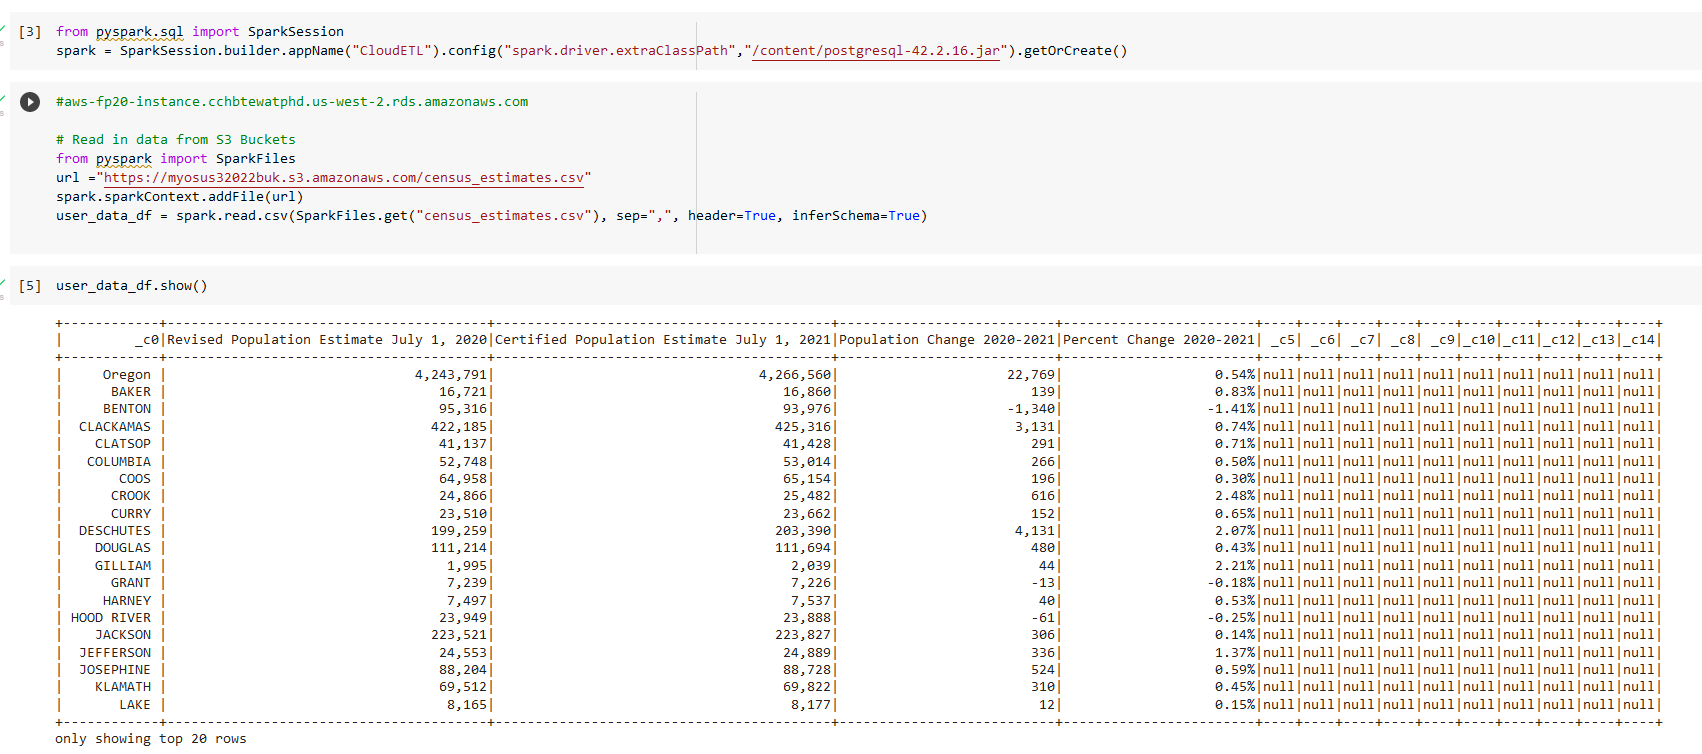 [3] from pyspark.sql import SparkSession
spark = SparkSession.builder.appName("CloudETL").config("spark.driver.extraClassPath","/content/postgresql-42.2.16.jar").getOrCreate()
#aws-fp20-instance.cchbtewatphd.us-west-2.rds.amazonaws.com
# Read in data from S3 Buckets
from pyspark import SparkFiles
url ="https://myosus32022buk.s3.amazonaws.com/census_estimates.csv"
spark.sparkContext.addFile(url)
user_data_df = spark.read.csv(SparkFiles.get("census_estimates.csv"), sep=",", header=True, inferSchema=True)
[5] user_data_df.show()
+------------+----------------------------------------+------------------------------------------+---------------------------+------------------------+----+----+----+----+----+----+----+----+----+----+
| _c0|Revised Population Estimate July 1, 2020|Certified Population Estimate July 1, 2021|Population Change 2020-2021|Percent Change 2020-2021| _c5| _c6| _c7| _c8| _c9|_c10|_c11|_c12|_c13|_c14|
+------------+----------------------------------------+------------------------------------------+---------------------------+------------------------+----+----+----+----+----+----+----+----+----+----+
| Oregon | 4,243,791| 4,266,560| 22,769| 0.54%|null|null|null|null|null|null|null|null|null|null|
| BAKER | 16,721| 16,860| 139| 0.83%|null|null|null|null|null|null|null|null|null|null|
| BENTON | 95,316| 93,976| -1,340| -1.41%|null|null|null|null|null|null|null|null|null|null|
| CLACKAMAS | 422,185| 425,316| 3,131| 0.74%|null|null|null|null|null|null|null|null|null|null|
| CLATSOP | 41,137| 41,428| 291| 0.71%|null|null|null|null|null|null|null|null|null|null|
| COLUMBIA | 52,748| 53,014| 266| 0.50%|null|null|null|null|null|null|null|null|null|null|
| COOS | 64,958| 65,154| 196| 0.30%|null|null|null|null|null|null|null|null|null|null|
| CROOK | 24,866| 25,482| 616| 2.48%|null|null|null|null|null|null|null|null|null|null|
| CURRY | 23,510| 23,662| 152| 0.65%|null|null|null|null|null|null|null|null|null|null|
| DESCHUTES | 199,259| 203,390| 4,131| 2.07%|null|null|null|null|null|null|null|null|null|null|
| DOUGLAS | 111,214| 111,694| 480| 0.43%|null|null|null|null|null|null|null|null|null|null|
| GILLIAM | 1,995| 2,039| 44| 2.21%|null|null|null|null|null|null|null|null|null|null|
| GRANT | 7,239| 7,226| -13| -0.18%|null|null|null|null|null|null|null|null|null|null|
| HARNEY | 7,497| 7,537| 40| 0.53%|null|null|null|null|null|null|null|null|null|null|
| HOOD RIVER | 23,949| 23,888| -61| -0.25%|null|null|null|null|null|null|null|null|null|null|
| JACKSON | 223,521| 223,827| 306| 0.14%|null|null|null|null|null|null|null|null|null|null|
| JEFFERSON | 24,553| 24,889| 336| 1.37%|null|null|null|null|null|null|null|null|null|null|
| JOSEPHINE | 88,204| 88,728| 524| 0.59%|null|null|null|null|null|null|null|null|null|null|
| KLAMATH | 69,512| 69,822| 310| 0.45%|null|null|null|null|null|null|null|null|null|null|
| LAKE | 8,165| 8,177| 12| 0.15%|null|null|null|null|null|null|null|null|null|null|
+------------+----------------------------------------+------------------------------------------+---------------------------+------------------------+----+----+----+----+----+----+----+----+----+----+
only showing top 20 rows